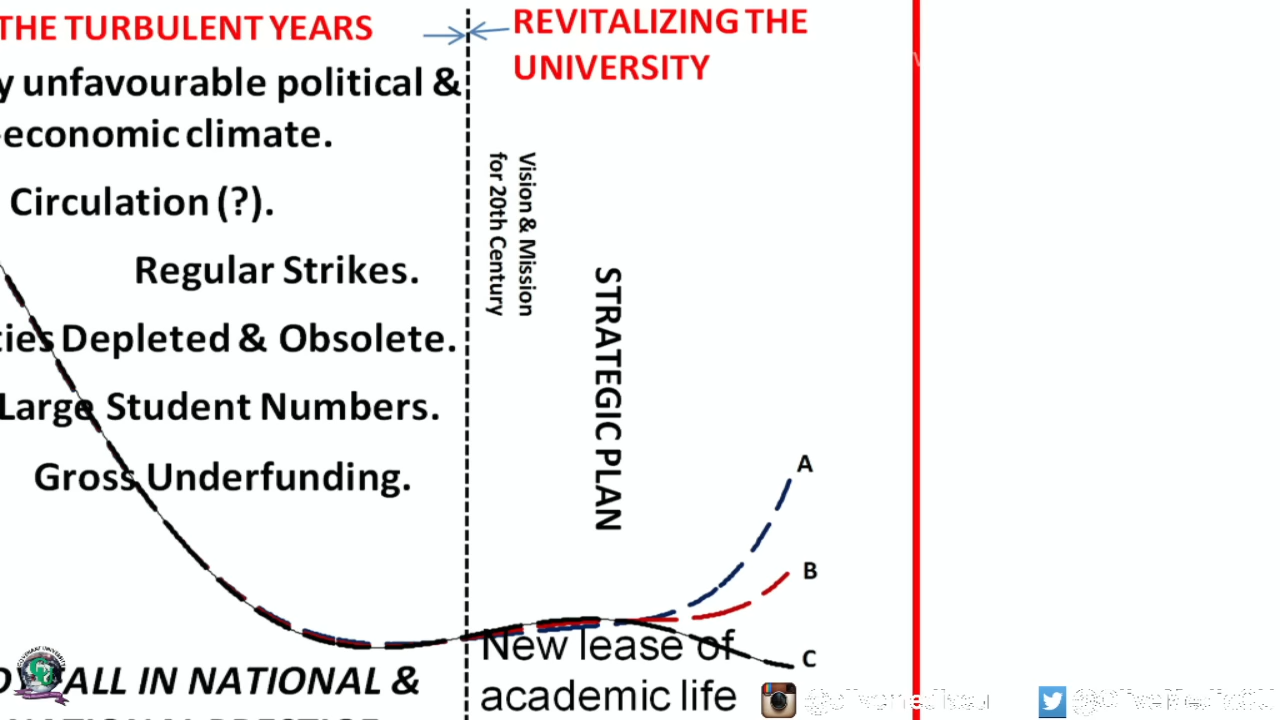 THE TURBULENT YEARS
y unfavourable political &
-economic climate.
Circulation (?).
Regular Strikes.
ties Depleted & Obsolete.
Large Student Numbers.
Gross Underfunding.
ALL IN NATIONAL &
REVITALIZING THE
UNIVERSITY
Vision & Mission
for 20th Century
STRATEGIC PLAN
A
B
C
New lease of
academic life